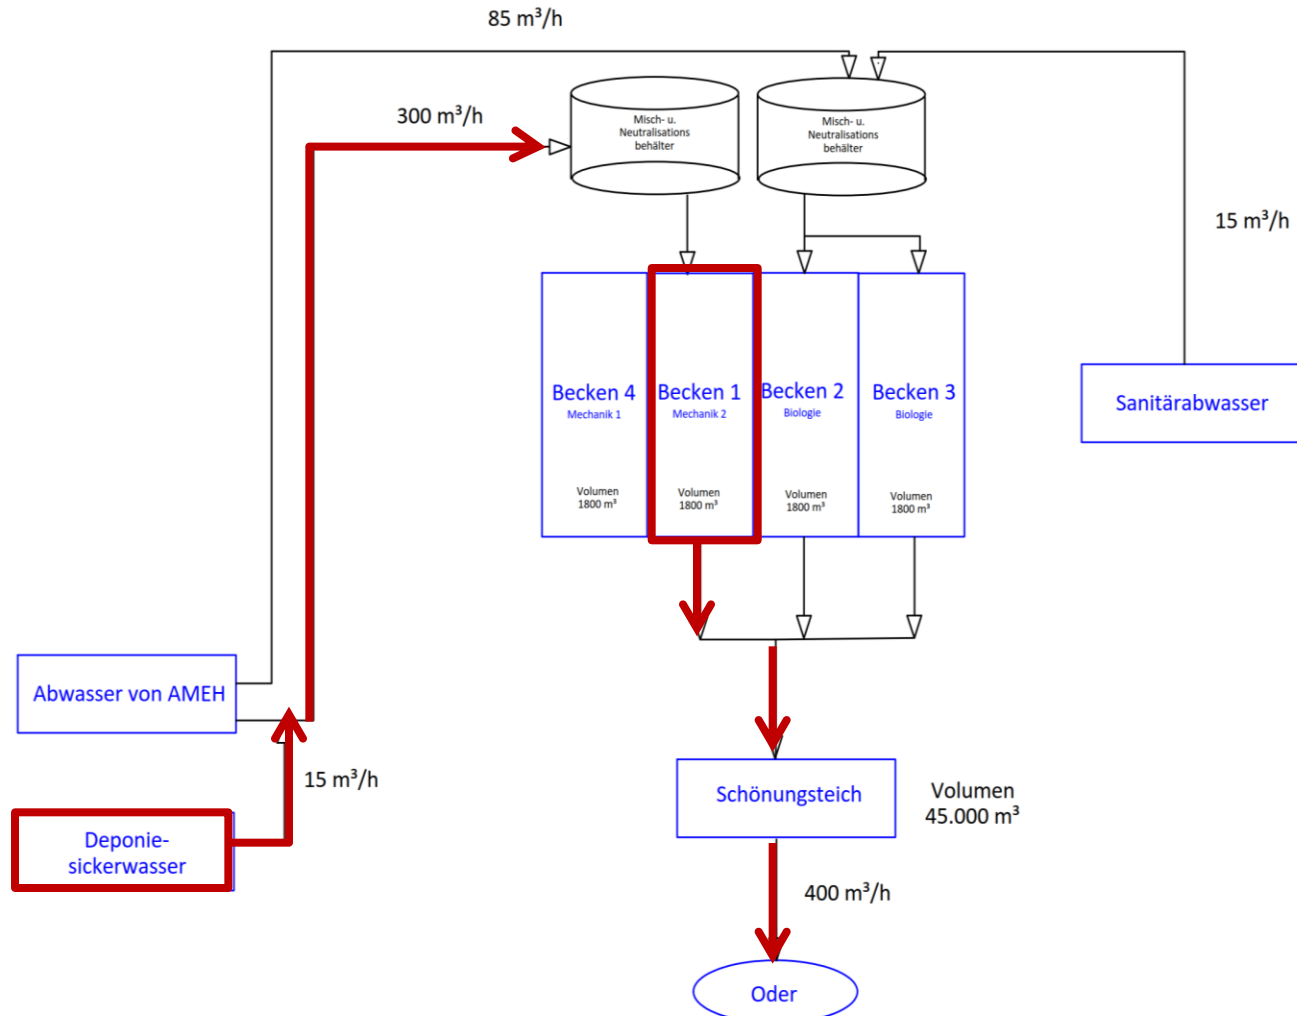 85 m³/h
300 m³/h
Misch- u.
Neutralisations
behälter
Misch- u.
Neutralisations
behälter
15 m³/h
Becken 4
Mechanik 1
Volumen
1800 m³
Becken 1
Mechanik 2
Volumen
1800 m³
Becken 2
Biologie
Volumen
1800 m³
Becken 3
Biologie
Volumen
1800 m³
Sanitärabwasser
Abwasser von AMEH
15 m³/h
Deponie-
sickerwasser
Schönungsteich
Volumen
45.000 m³
400 m³/h
Oder